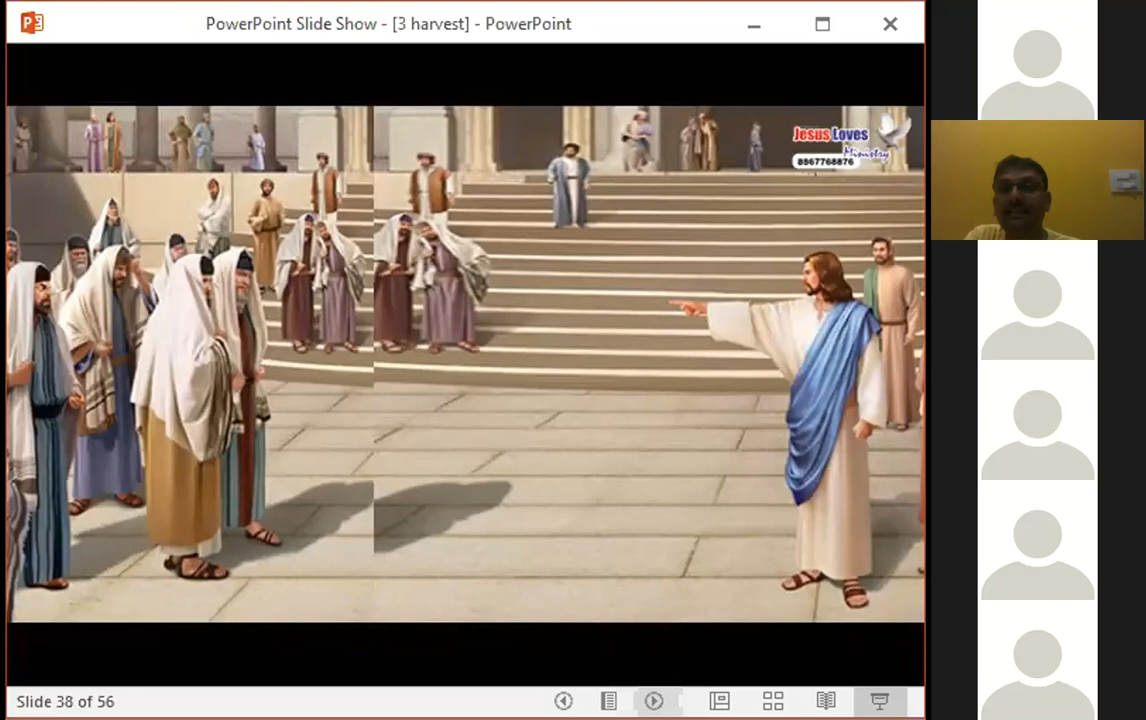 PowerPoint Slide Show - [3 harvest] - PowerPoint
Jesus Loves
Ministry
8867768876
Slide 38 of 56